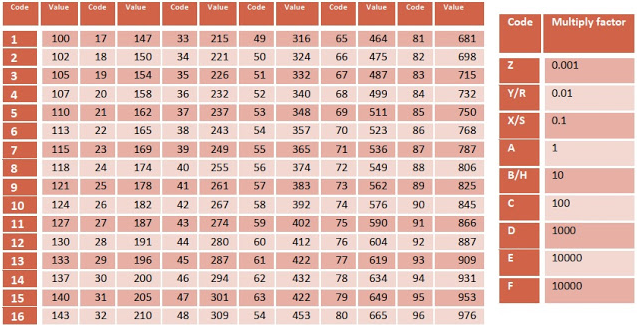 Code Value Code Value Code Value Code Value Code Value Code Value
1 100 17 147 33 215 49 316 65 464 81 681
2 102 18 150 34 221 50 324 66 475 82 698
3 105 19 154 35 226 51 332 67 487 83 715
4 107 20 158 36 232 52 340 68 499 84 732
5 110 21 162 37 237 53 348 69 511 85 750
6 113 22 165 38 243 54 357 70 523 86 768
7 115 23 169 39 249 55 365 71 536 87 787
8 118 24 174 40 255 56 374 72 549 88 806
9 121 25 178 41 261 57 383 73 562 89 825
10 124 26 182 42 267 58 392 74 576 90 845
11 127 27 187 43 274 59 402 75 590 91 866
12 130 28 191 44 280 60 412 76 604 92 887
13 133 29 196 45 287 61 422 77 619 93 909
14 137 30 200 46 294 62 432 78 634 94 931
15 140 31 205 47 301 63 422 79 649 95 953
16 143 32 210 48 309 54 453 80 665 96 976
Code Multiply factor
Z 0.001
Y/R 0.01
X/S 0.1
A 1
B/H 10
C 100
D 1000
E 10000
F 10000